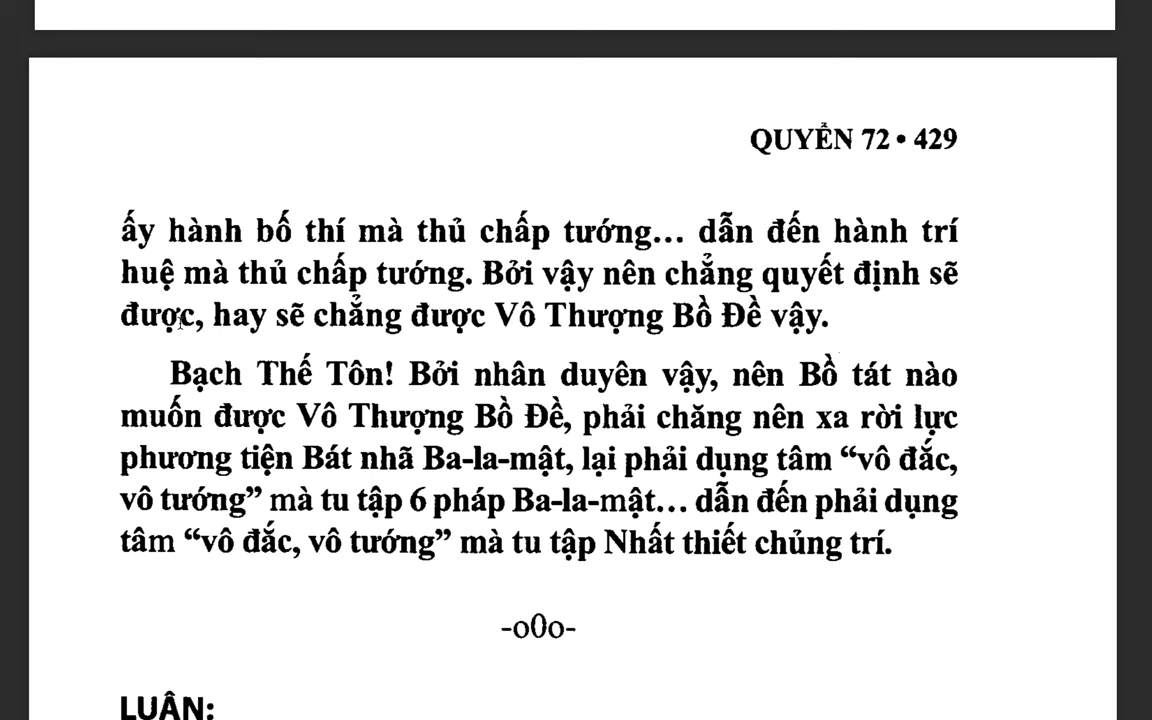 QUYỂN 72 • 429
ấy hành bố thí mà thủ chấp tướng... dẫn đến hành trí
huệ mà thủ chấp tướng. Bởi vậy nên chẳng quyết định sẽ
được, hay sẽ chẳng được Vô Thượng Bồ Đề vậy.
Bạch Thế Tôn! Bởi nhân duyên vậy, nên Bồ tát nào
muốn được Vô Thượng Bồ Đề, phải chăng nên xa rời lực
phương tiện Bát nhã Ba-la-mật, lại phải dụng tâm “vô đắc,
vô tướng” mà tu tập 6 pháp Ba-la-mật... dẫn đến phải dụng
tâm “vô đắc, vô tướng” mà tu tập Nhất thiết chủng trí.
-o0o-
LUẬN: